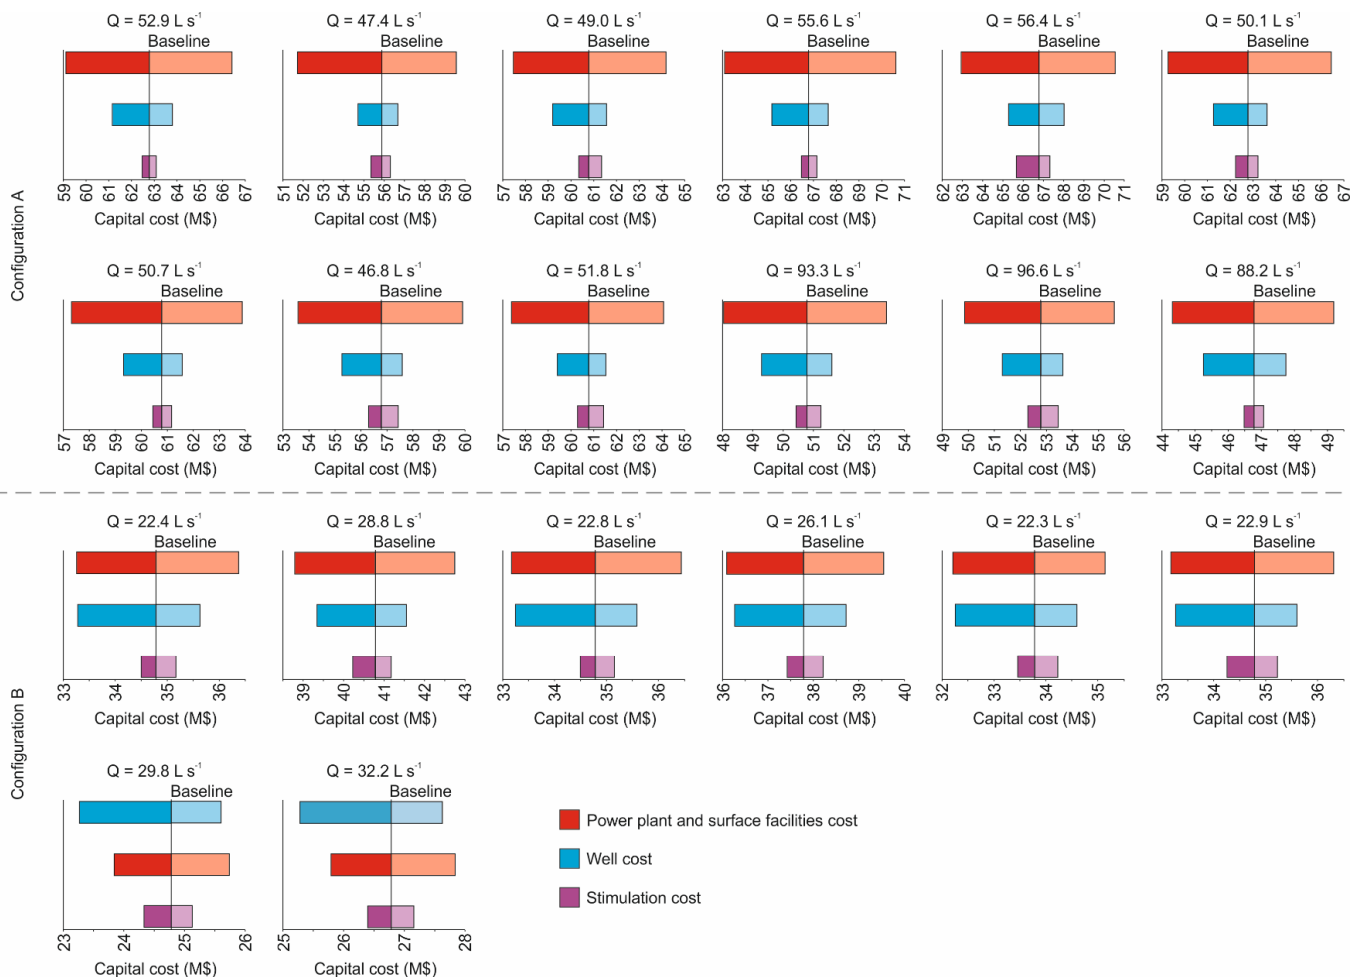 Configuration A
Q = 52.9 L s⁻¹
Baseline
59 60 61 62 63 64 65 66 67
Capital cost (M$)
Q = 47.4 L s⁻¹
Baseline
51 52 53 54 55 56 57 58 59 60
Capital cost (M$)
Q = 49.0 L s⁻¹
Baseline
57 58 59 60 61 62 63 64 65
Capital cost (M$)
Q = 55.6 L s⁻¹
Baseline
63 64 65 66 67 68 69 70 71
Capital cost (M$)
Q = 56.4 L s⁻¹
Baseline
62 63 64 65 66 67 68 69 70 71
Capital cost (M$)
Q = 50.1 L s⁻¹
Baseline
59 60 61 62 63 64 65 66 67
Capital cost (M$)
Q = 50.7 L s⁻¹
Baseline
57 58 59 60 61 62 63 64
Capital cost (M$)
Q = 46.8 L s⁻¹
Baseline
53 54 55 56 57 58 59 60
Capital cost (M$)
Q = 51.8 L s⁻¹
Baseline
57 58 59 60 61 62 63 64 65
Capital cost (M$)
Q = 93.3 L s⁻¹
Baseline
48 49 50 51 52 53 54
Capital cost (M$)
Q = 96.6 L s⁻¹
Baseline
49 50 51 52 53 54 55 56
Capital cost (M$)
Q = 88.2 L s⁻¹
Baseline
44 45 46 47 48 49
Capital cost (M$)
Configuration B
Q = 22.4 L s⁻¹
Baseline
33 34 35 36
Capital cost (M$)
Q = 28.8 L s⁻¹
Baseline
39 40 41 42 43
Capital cost (M$)
Q = 22.8 L s⁻¹
Baseline
33 34 35 36
Capital cost (M$)
Q = 26.1 L s⁻¹
Baseline
36 37 38 39 40
Capital cost (M$)
Q = 22.3 L s⁻¹
Baseline
32 33 34 35
Capital cost (M$)
Q = 22.9 L s⁻¹
Baseline
33 34 35 36
Capital cost (M$)
Q = 29.8 L s⁻¹
Baseline
23 24 25 26
Capital cost (M$)
Q = 32.2 L s⁻¹
Baseline
25 26 27 28
Capital cost (M$)
Power plant and surface facilities cost
Well cost
Stimulation cost